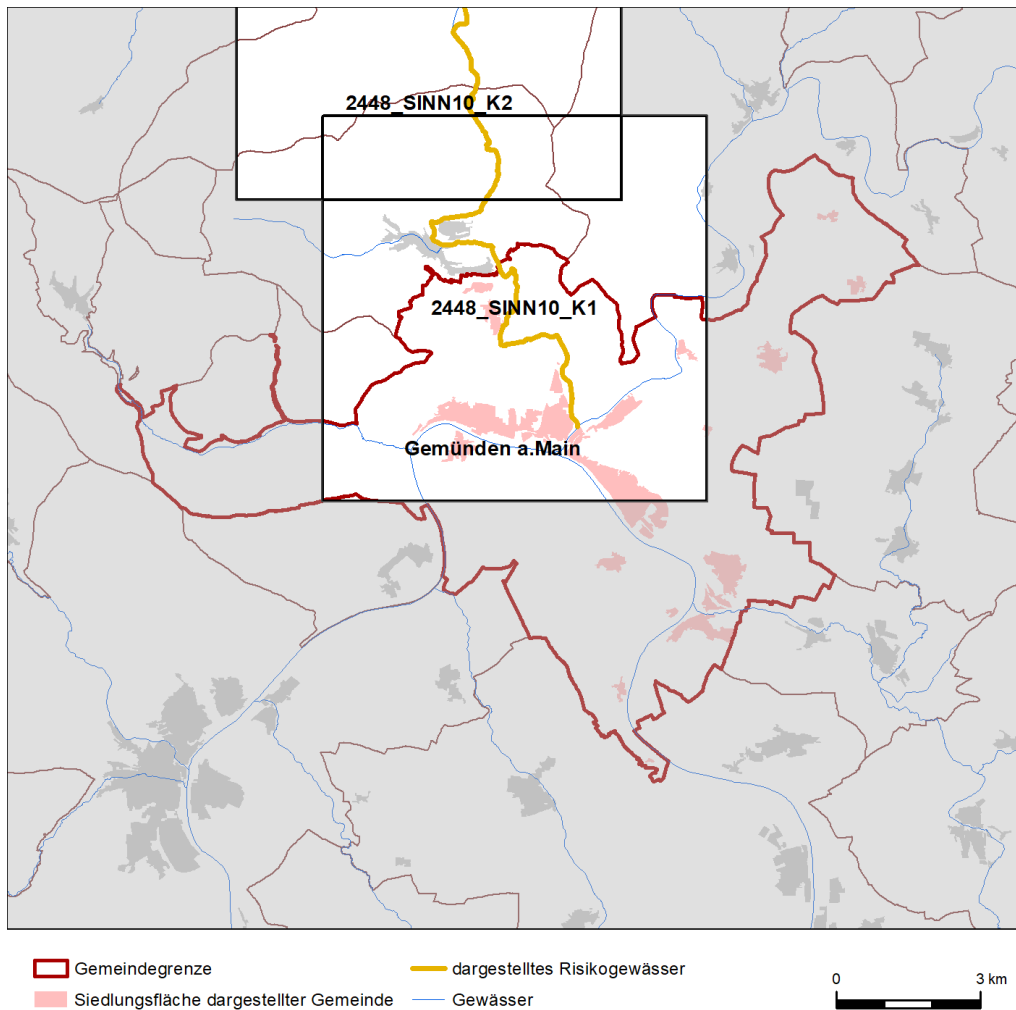 2448_SINN10_K2
2448_SINN10_K1
Gemünden a.Main
Gemeindegrenze
dargestelltes Risikogewässer
Siedlungsfläche dargestellter Gemeinde
Gewässer
0 3 km